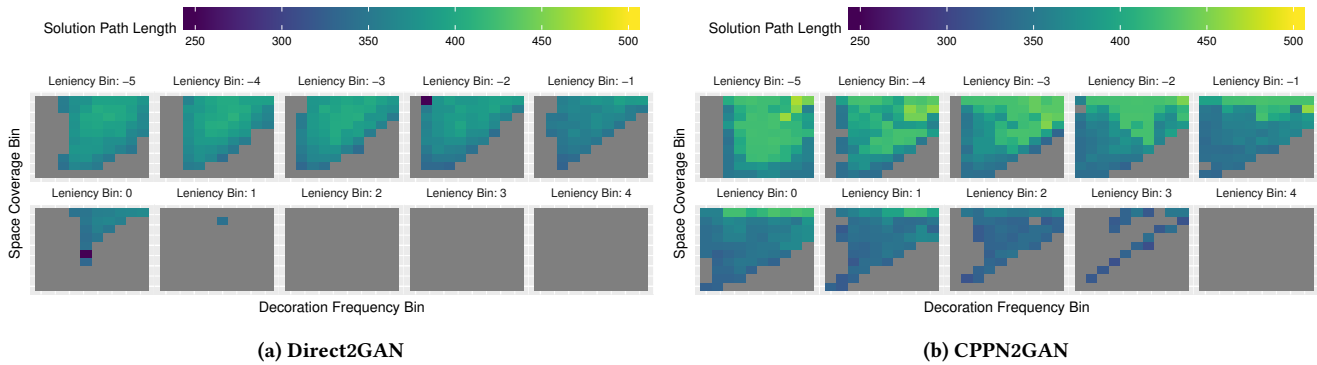 Solution Path Length
250 300 350 400 450 500
Leniency Bin: −5 Leniency Bin: −4 Leniency Bin: −3 Leniency Bin: −2 Leniency Bin: −1
Leniency Bin: 0 Leniency Bin: 1 Leniency Bin: 2 Leniency Bin: 3 Leniency Bin: 4
Space Coverage Bin
Decoration Frequency Bin
(a) Direct2GAN
Solution Path Length
250 300 350 400 450 500
Leniency Bin: −5 Leniency Bin: −4 Leniency Bin: −3 Leniency Bin: −2 Leniency Bin: −1
Leniency Bin: 0 Leniency Bin: 1 Leniency Bin: 2 Leniency Bin: 3 Leniency Bin: 4
Space Coverage Bin
Decoration Frequency Bin
(b) CPPN2GAN